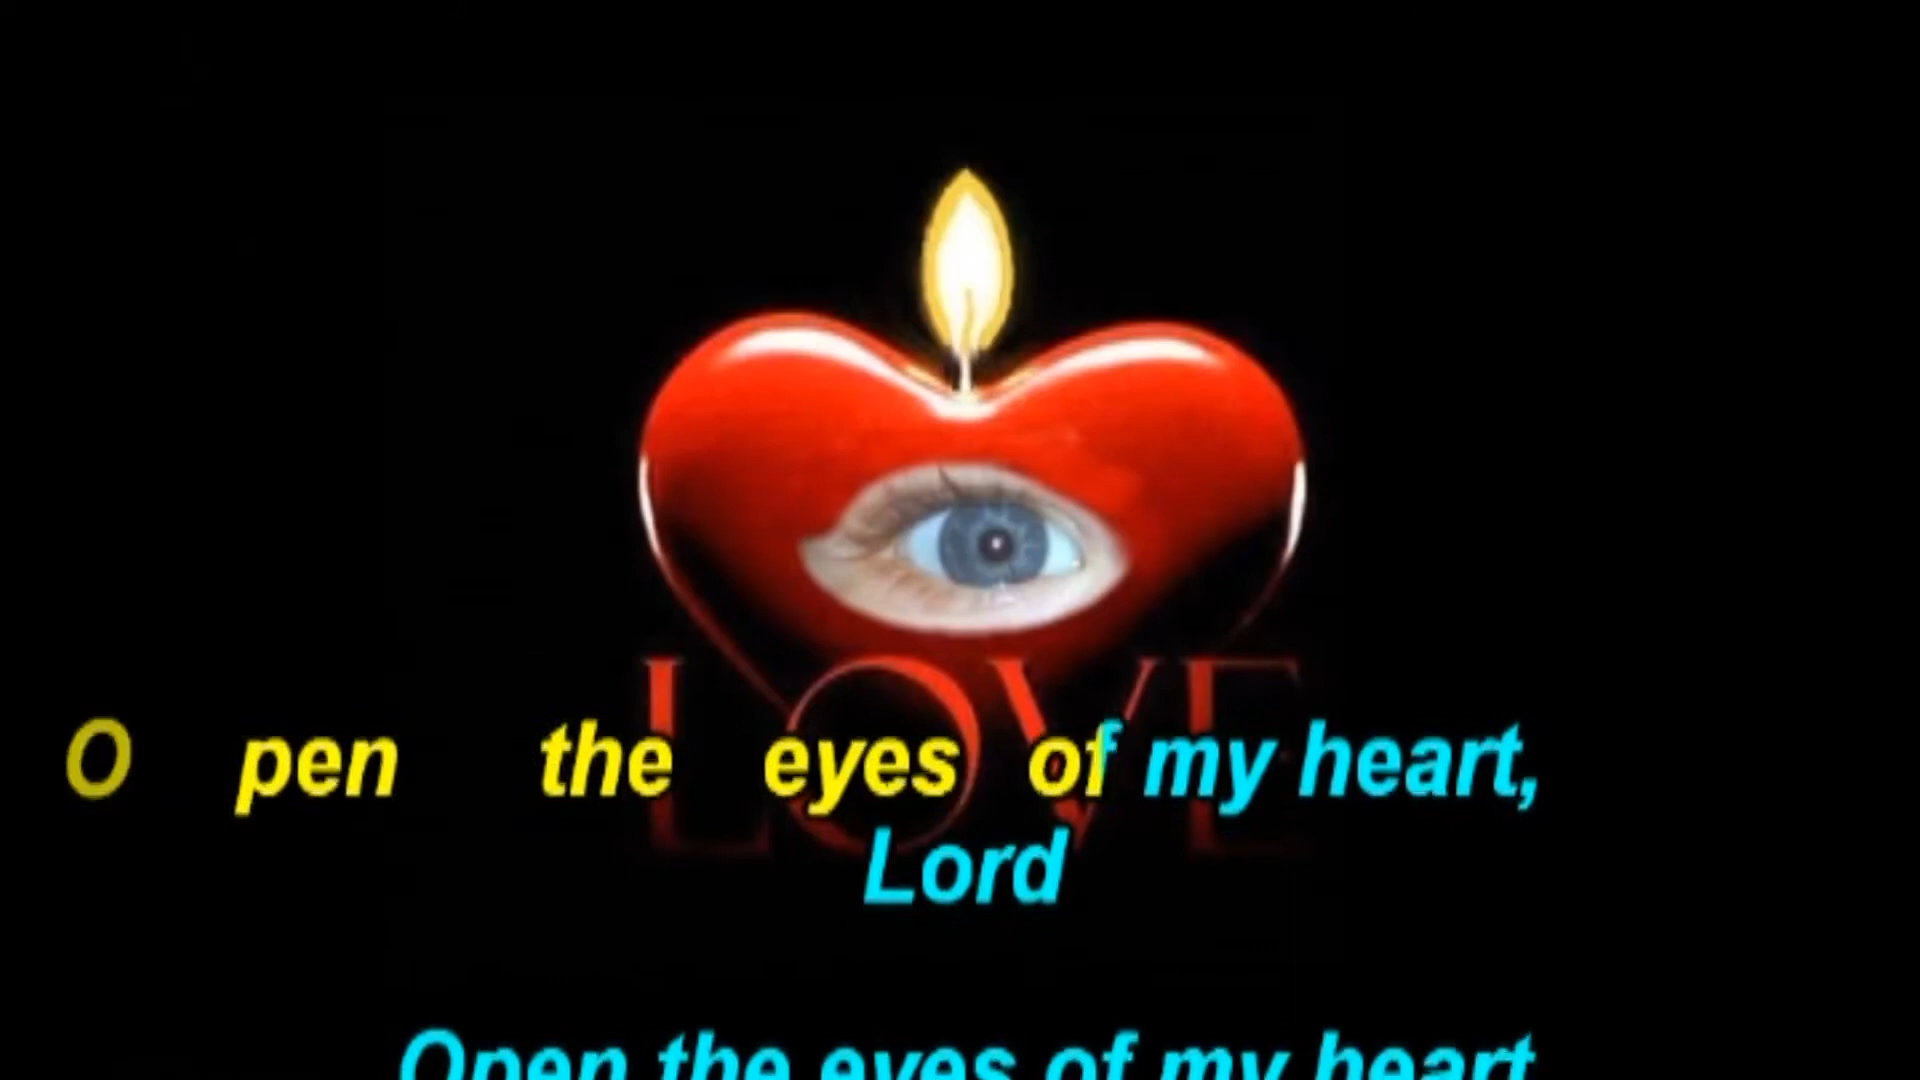 LOVE
O pen the eyes of my heart,
Lord
Open the eyes of my heart